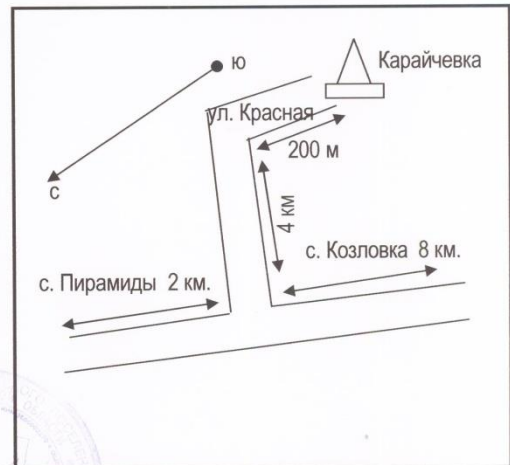 Ю
Карайчевка
ул. Красная
200 м
С
4 км
с. Козловка 8 км.
с. Пирамиды 2 км.